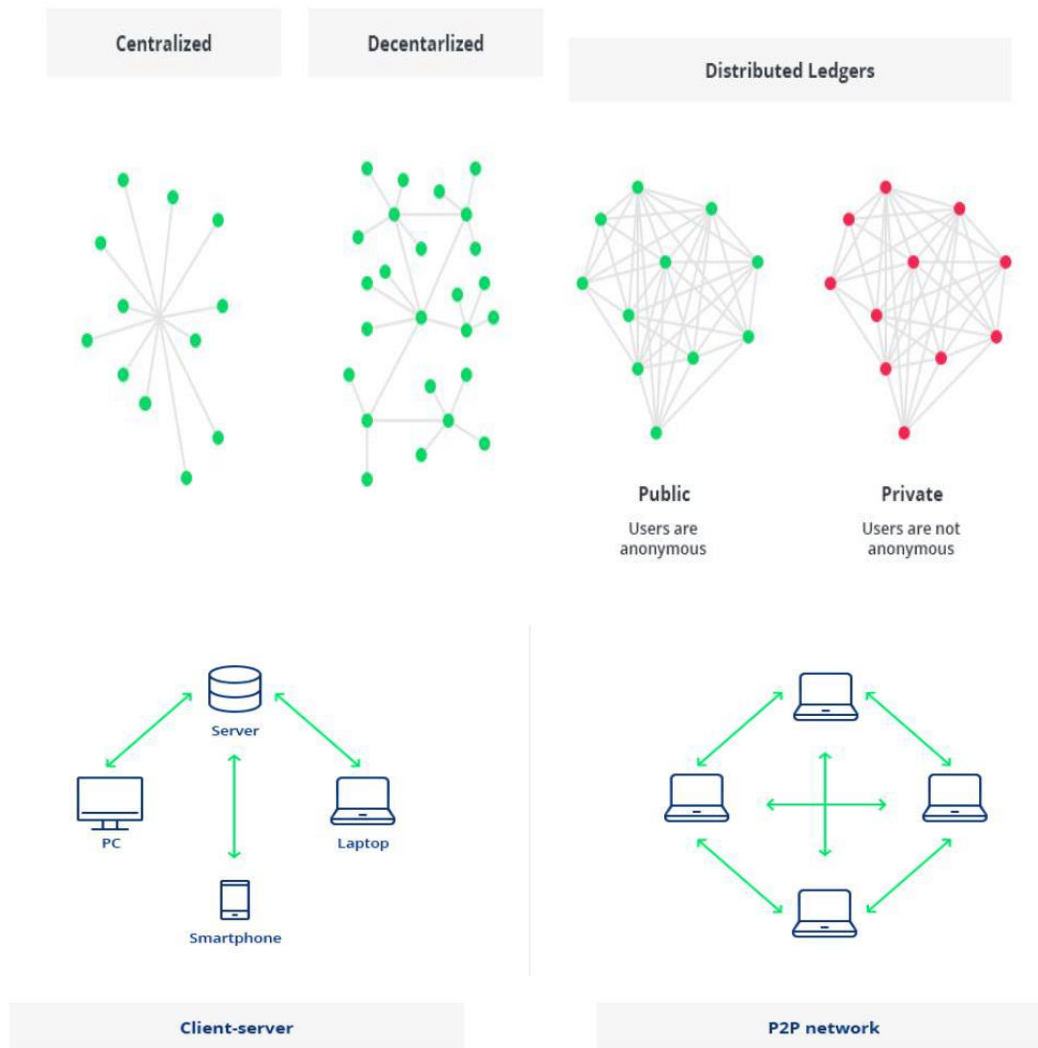 Centralized
Decentarlized
Distributed Ledgers
Public
Users are
anonymous
Private
Users are not
anonymous
Server
PC
Laptop
Smartphone
Client-server
P2P network